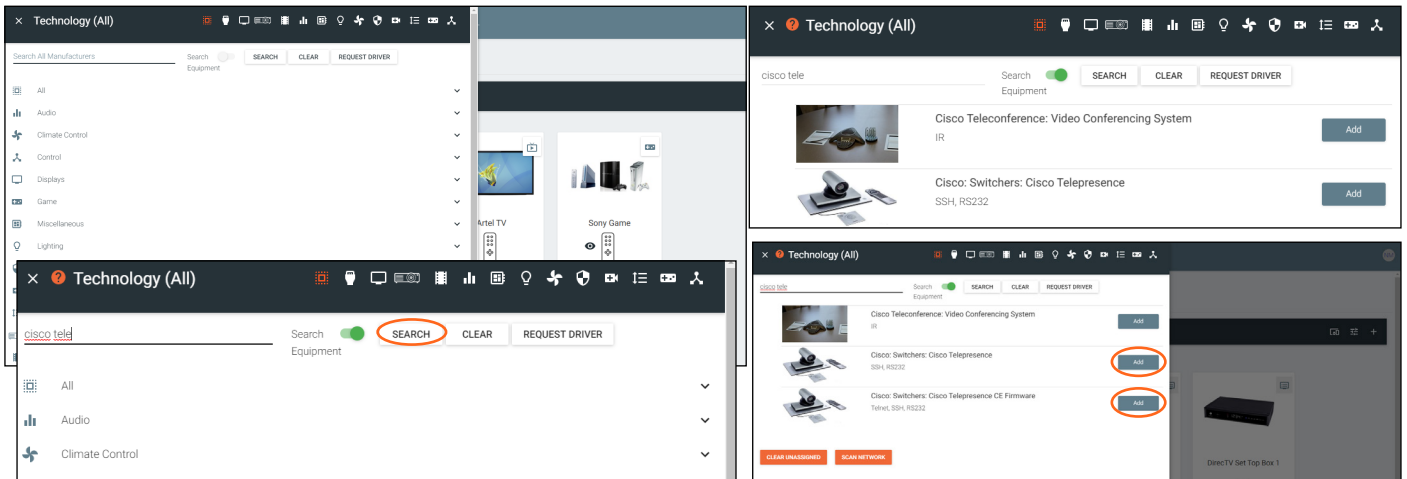 Technology (All)
Search All Manufacturers
Search
Equipment
SEARCH
CLEAR
REQUEST DRIVER
All
Audio
Climate Control
Control
Displays
Game
Miscellaneous
Lighting
Artel TV
Sony Game
Technology (All)
cisco tele
Search
Equipment
SEARCH
CLEAR
REQUEST DRIVER
All
Audio
Climate Control
Technology (All)
cisco tele
Search
Equipment
SEARCH
CLEAR
REQUEST DRIVER
Cisco Teleconference: Video Conferencing System
IR
Add
Cisco: Switchers: Cisco Telepresence
SSH, RS232
Add
Technology (All)
cisco tele
Search
Equipment
SEARCH
CLEAR
REQUEST DRIVER
Cisco Teleconference: Video Conferencing System
IR
Add
Cisco: Switchers: Cisco Telepresence
SSH, RS232
Add
Cisco: Switchers: Cisco Telepresence CE Firmware
Telnet, SSH, RS232
Add
CLEAR UNASSIGNED
SCAN NETWORK
DirecTV Set Top Box 1